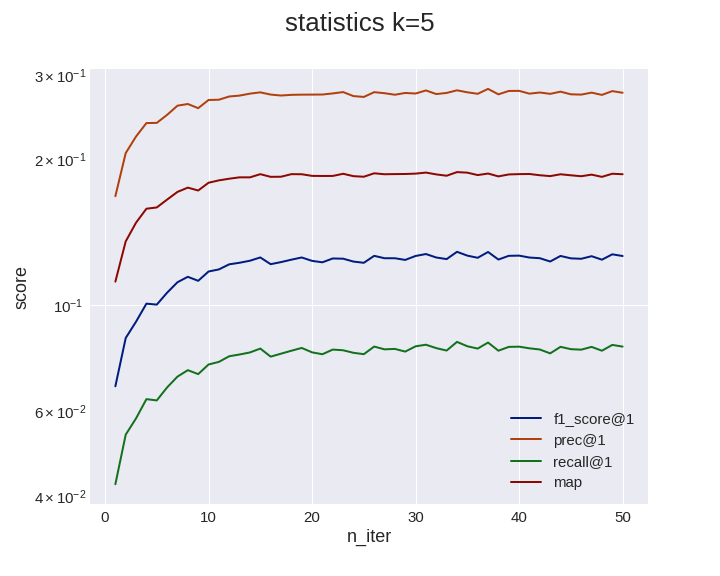 statistics k=5
score
3 × 10⁻¹
2 × 10⁻¹
10⁻¹
6 × 10⁻²
4 × 10⁻²
f1_score@1
prec@1
recall@1
map
0 10 20 30 40 50
n_iter